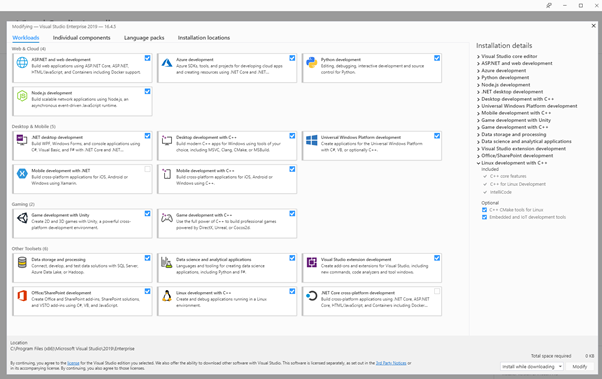 Modifying — Visual Studio Enterprise 2019 — 16.4.5
Workloads
Individual components
Language packs
Installation locations
Web & Cloud (4)
ASP.NET and web development
Build web applications using ASP.NET Core, ASP.NET,
HTML/JavaScript, and Containers including Docker support
Azure development
Azure SDKs, tools, and projects for developing cloud apps
and creating resources using .NET Core and .NET...
Python development
Editing, debugging, interactive development and source
control for Python.
Node.js development
Build scalable network applications using Node.js, an
asynchronous event-driven JavaScript runtime.
Desktop & Mobile (5)
.NET desktop development
Build WPF, Windows Forms, and console applications using
C#, Visual Basic, and F# with .NET Core and .NET...
Desktop development with C++
Build modern C++ apps for Windows using tools of your
choice, including MSVC, Clang, CMake, or MSBuild.
Universal Windows Platform development
Create applications for the Universal Windows Platform
with C#, VB, or optionally C++.
Mobile development with .NET
Build cross-platform applications for iOS, Android or
Windows using Xamarin.
Mobile development with C++
Build cross-platform applications for iOS, Android or
Windows using C++.
Gaming (2)
Game development with Unity
Create 2D and 3D games with Unity, a powerful cross-
platform development environment.
Game development with C++
Use the full power of C++ to build professional games
powered by DirectX, Unreal, or Cocos2d.
Other Toolsets (6)
Data storage and processing
Connect, develop, and test data solutions with SQL Server,
Azure Data Lake, or Hadoop.
Data science and analytical applications
Languages and tooling for creating data science
applications, including Python and F#.
Visual Studio extension development
Create add-ons and extensions for Visual Studio, including
new commands, code analyzers and tool windows.
Office/SharePoint development
Create Office and SharePoint add-ins, SharePoint solutions,
and VSTO add-ins using C#, VB, and JavaScript.
Linux development with C++
Create and debug applications running in a Linux
environment.
.NET Core cross-platform development
Build cross-platform applications using .NET Core, ASP.NET
Core, HTML/JavaScript, and Containers including Docker...
Installation details
Visual Studio core editor
ASP.NET and web development
Azure development
Python development
Node.js development
.NET desktop development
Desktop development with C++
Universal Windows Platform development
Mobile development with C++
Game development with Unity
Game development with C++
Data storage and processing
Data science and analytical applications
Visual Studio extension development
Office/SharePoint development
Linux development with C++
Included
C++ core features
C++ for Linux Development
IntelliCode
Optional
C++ CMake tools for Linux
Embedded and IoT development tools
Location
C:\Program Files (x86)\Microsoft Visual Studio\2019\Enterprise
By continuing, you agree to the license for the Visual Studio edition you selected. We also offer the ability to download other software with Visual Studio. This software is licensed separately, as set out in the 3rd Party Notices or
in its accompanying license. By continuing, you also agree to those licenses.
Total space required 0 KB
Install while downloading
Modify